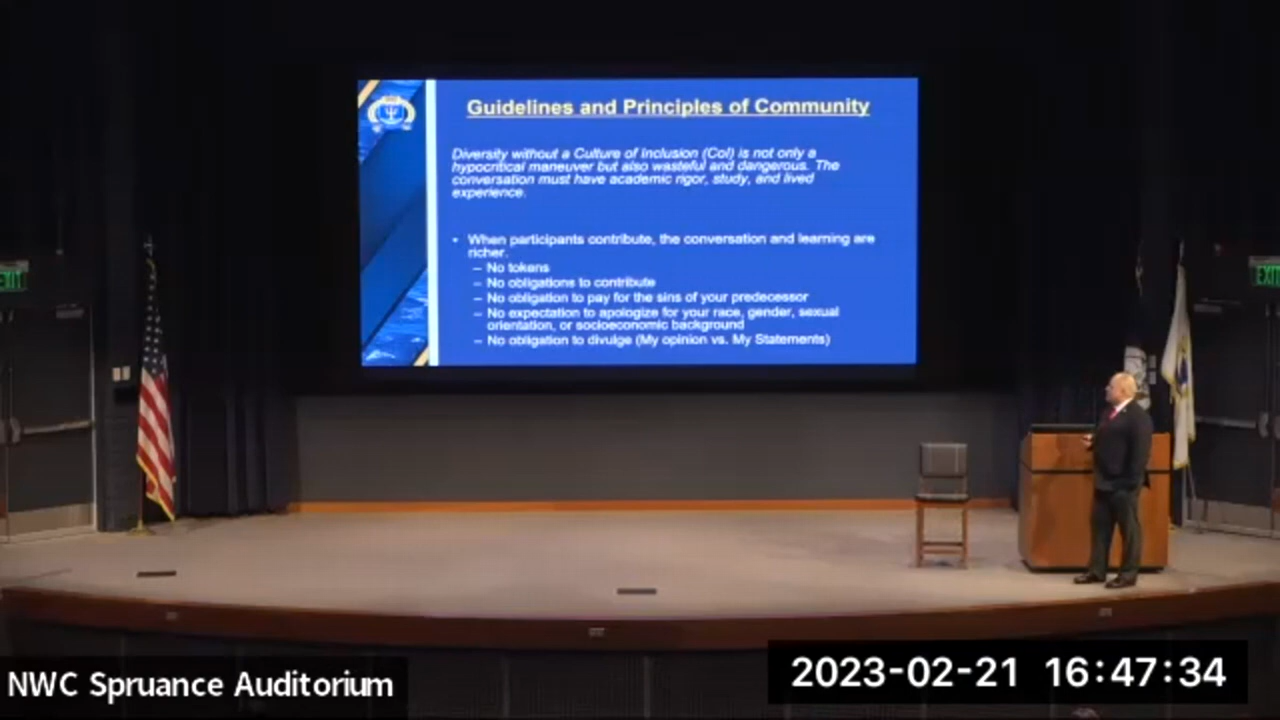 Guidelines and Principles of Community
Diversity without a Culture of Inclusion (CoI) is not only a
hypocritical maneuver but also wasteful and dangerous. The
conversation must have academic rigor, study, and lived
experience.
• When participants contribute, the conversation and learning are
richer.
– No tokens
– No obligations to contribute
– No obligation to pay for the sins of your predecessor
– No expectation to apologize for your race, gender, sexual
orientation, or socioeconomic background
– No obligation to divulge (My opinion vs. My Statements)
EXIT
EXIT
NWC Spruance Auditorium
2023-02-21 16:47:34